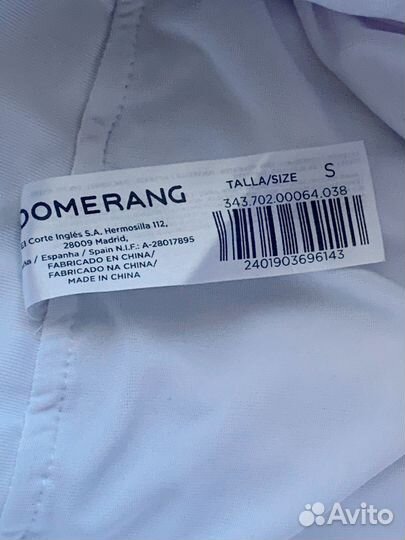 OOMERANG
El Corte Inglés S.A. Hermosilla 112,
28009 Madrid,
/ Espanha / Spain N.I.F.: A-28017895
FABRICADO EN CHINA/
FABRICADO NA CHINA/
MADE IN CHINA
TALLA/SIZE S
343.702.00064.038
2401903696143
Avito